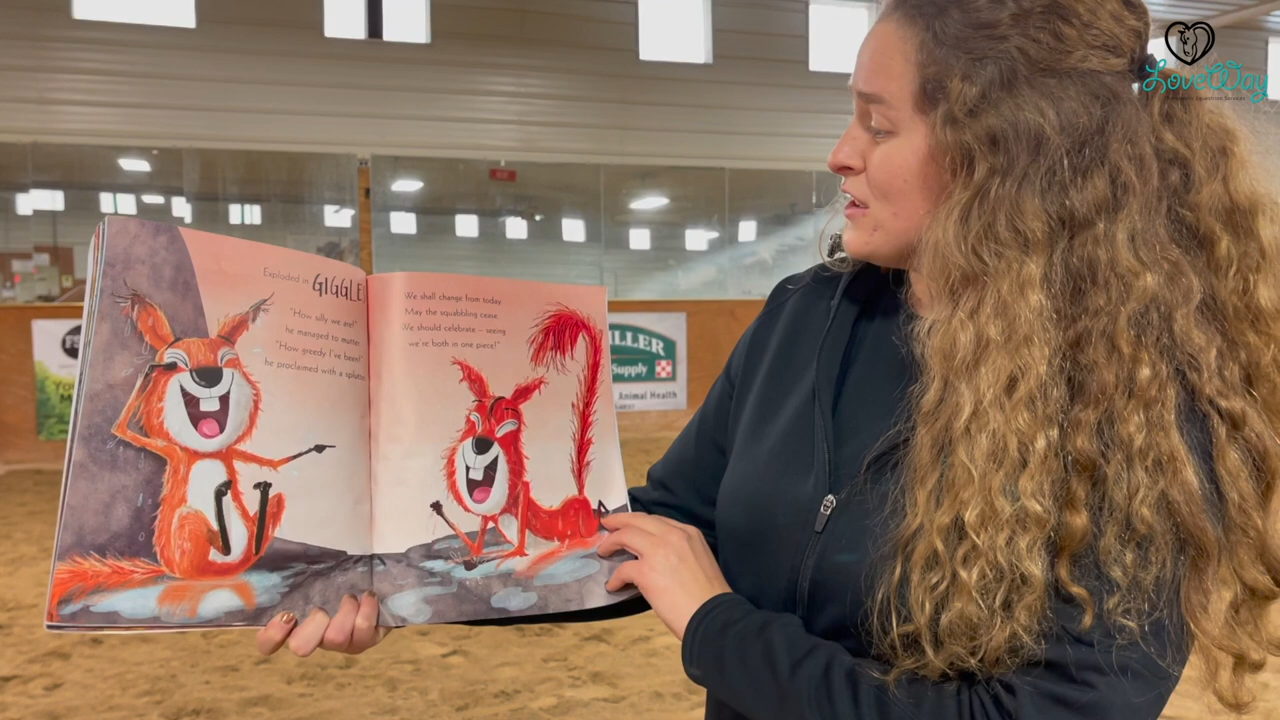 LoveWay
Exploded in GIGGLE
"How silly we are!"
he managed to mutter.
"How greedy I've been!"
he proclaimed with a splutter
We shall change from today
May the squabbling cease
We should celebrate – seeing
we're both in one piece!"
ILLER
Supply
Animal Health